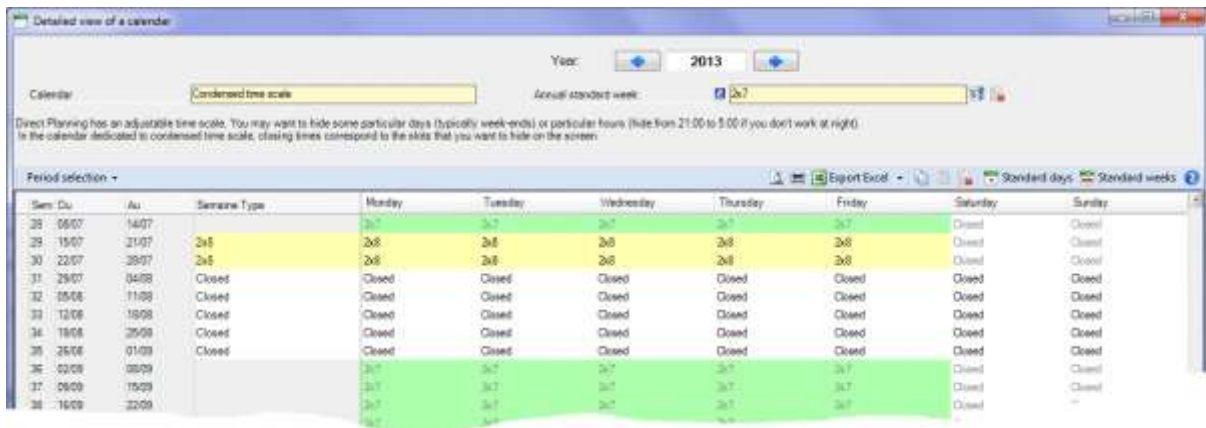 Detailed view of a calendar
Year: 2013
Calendar Condensed time scale Annual standard week: 2x7
Direct Planning has an adjustable time scale. You may want to hide some particular days (typically week-ends) or particular hours (hide from 21:00 to 5:00 if you don't work at night).
In the calendar dedicated to condensed time scale, closing times correspond to the slots that you want to hide on the screen.
Period selection Export Excel Standard days Standard weeks
Sem Du Au Semaine Type Monday Tuesday Wednesday Thursday Friday Saturday Sunday
28 08/07 14/07 2x7 2x7 2x7 2x7 2x7 Closed Closed
29 15/07 21/07 2x8 2x8 2x8 2x8 2x8 2x8 Closed Closed
30 22/07 28/07 2x8 2x8 2x8 2x8 2x8 2x8 Closed Closed
31 29/07 04/08 Closed Closed Closed Closed Closed Closed Closed Closed
32 05/08 11/08 Closed Closed Closed Closed Closed Closed Closed Closed
33 12/08 18/08 Closed Closed Closed Closed Closed Closed Closed Closed
34 19/08 25/08 Closed Closed Closed Closed Closed Closed Closed Closed
35 26/08 01/09 Closed Closed Closed Closed Closed Closed Closed Closed
36 02/09 08/09 2x7 2x7 2x7 2x7 2x7 Closed Closed
37 09/09 15/09 2x7 2x7 2x7 2x7 2x7 Closed Closed
38 16/09 22/09 2x7 2x7 2x7 2x7 2x7 Closed
2x7 2x7